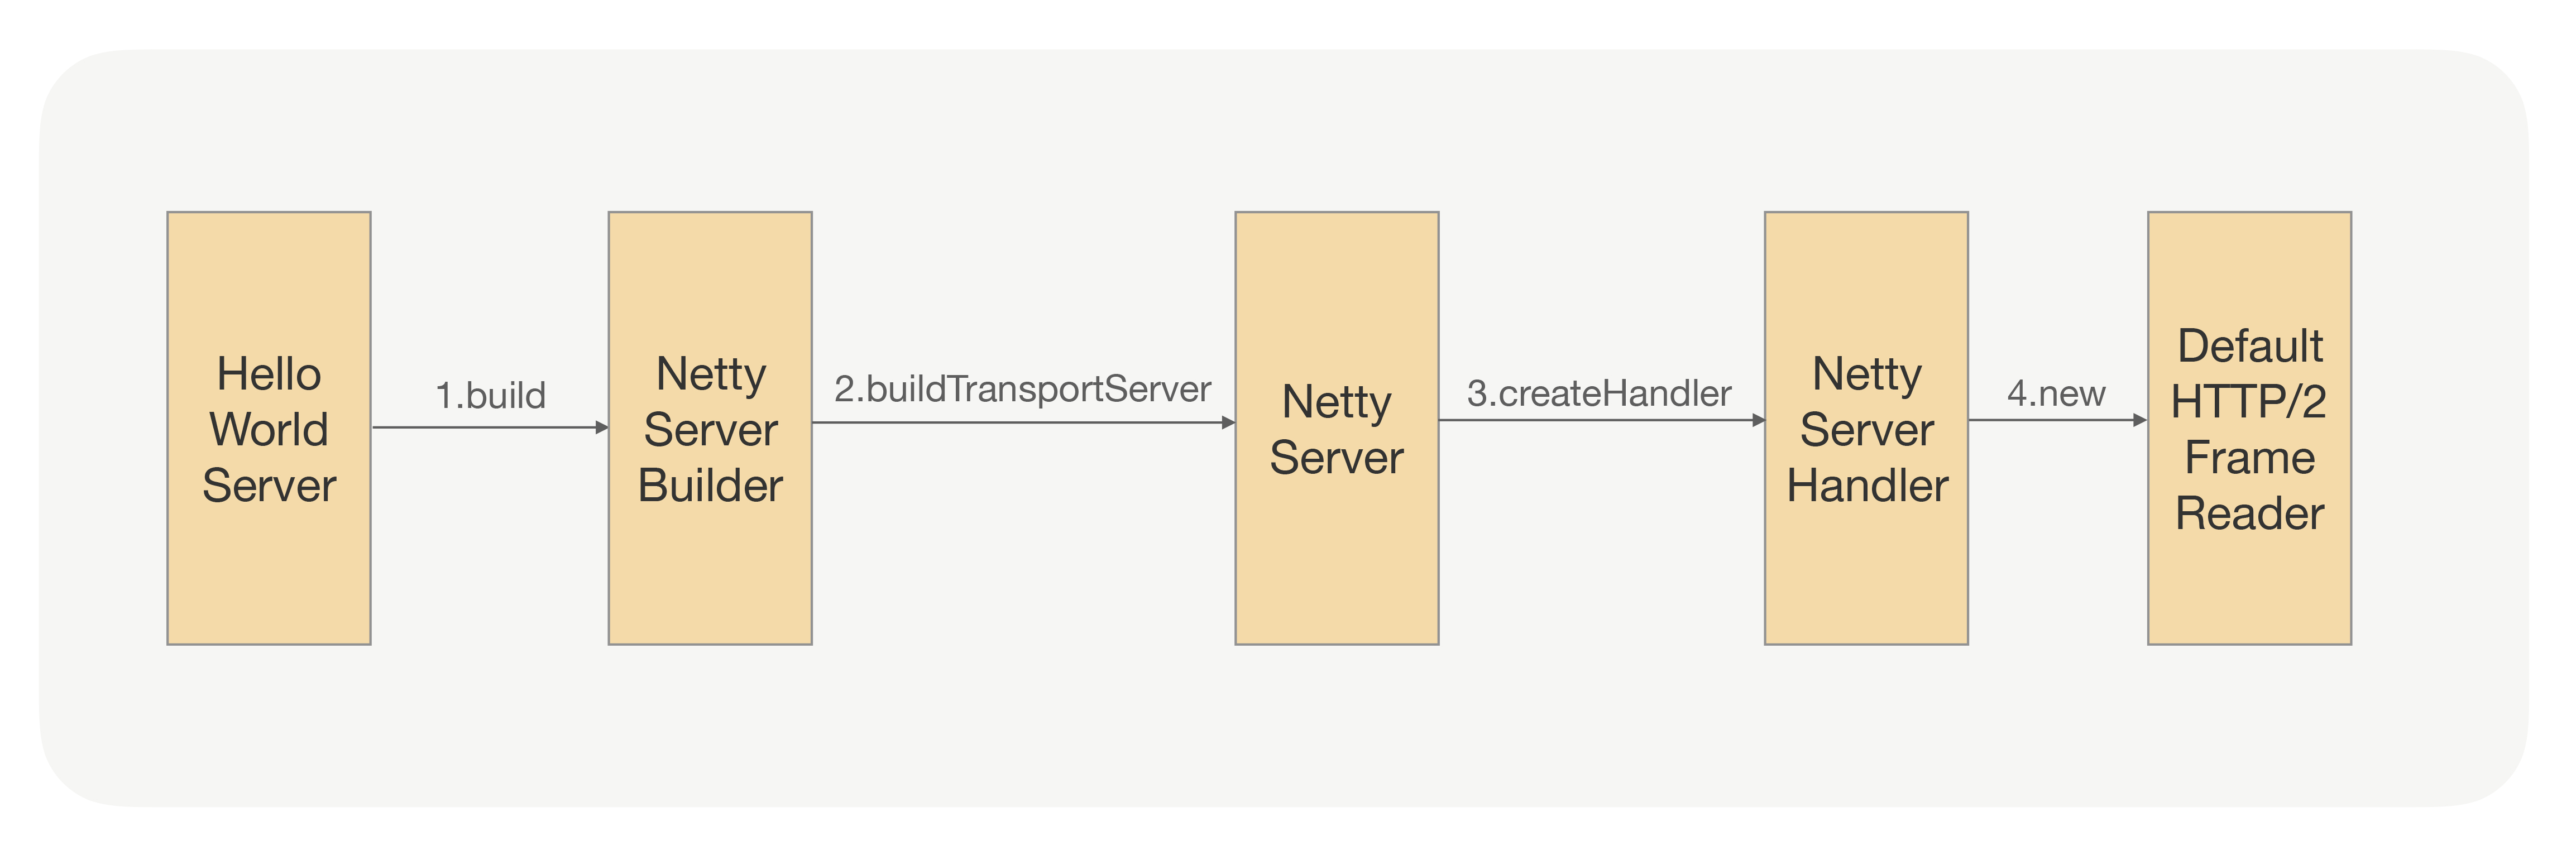 Hello
World
Server
1.build
Netty
Server
Builder
2.buildTransportServer
Netty
Server
3.createHandler
Netty
Server
Handler
4.new
Default
HTTP/2
Frame
Reader